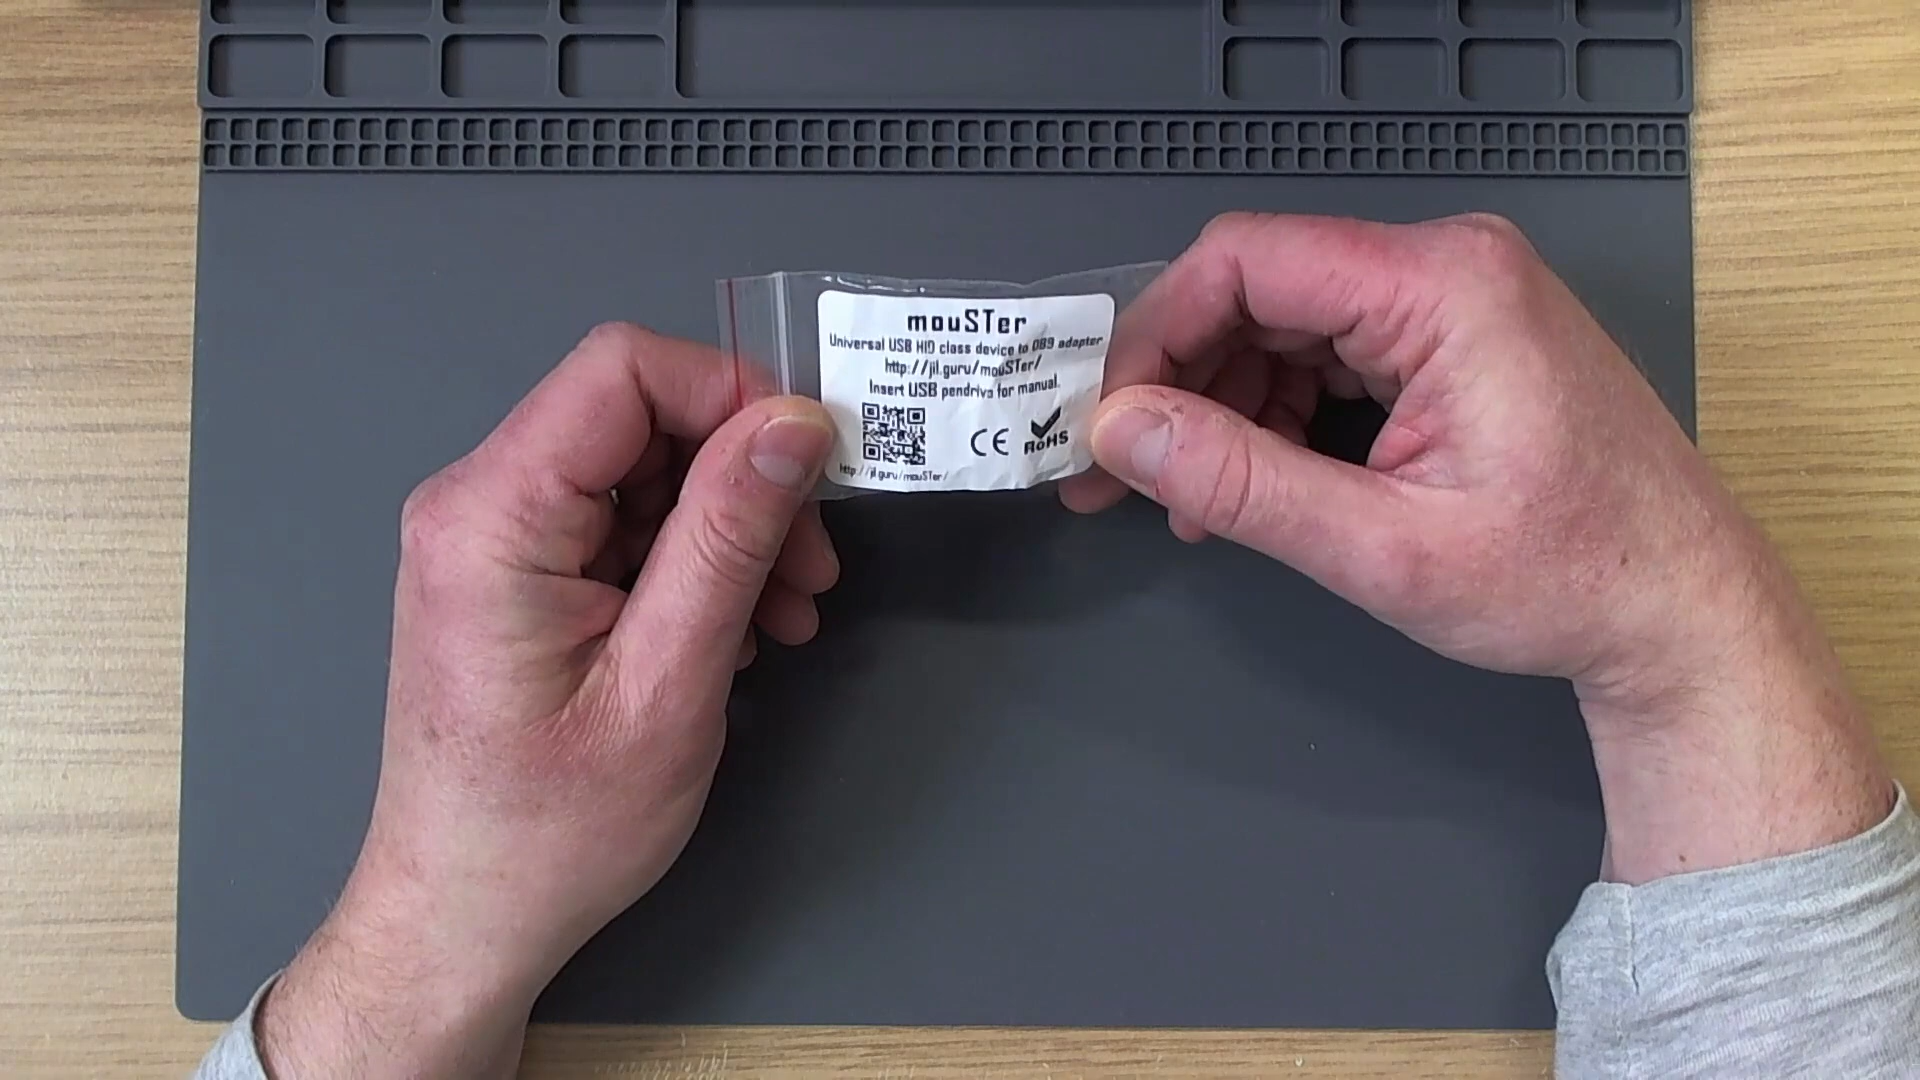 mouSTer
Universal USB HID class device to DB9 adapter
http://jil.guru/mouSTer/
Insert USB pendrive for manual.
CE
RoHS
http://jil.guru/mouSTer/